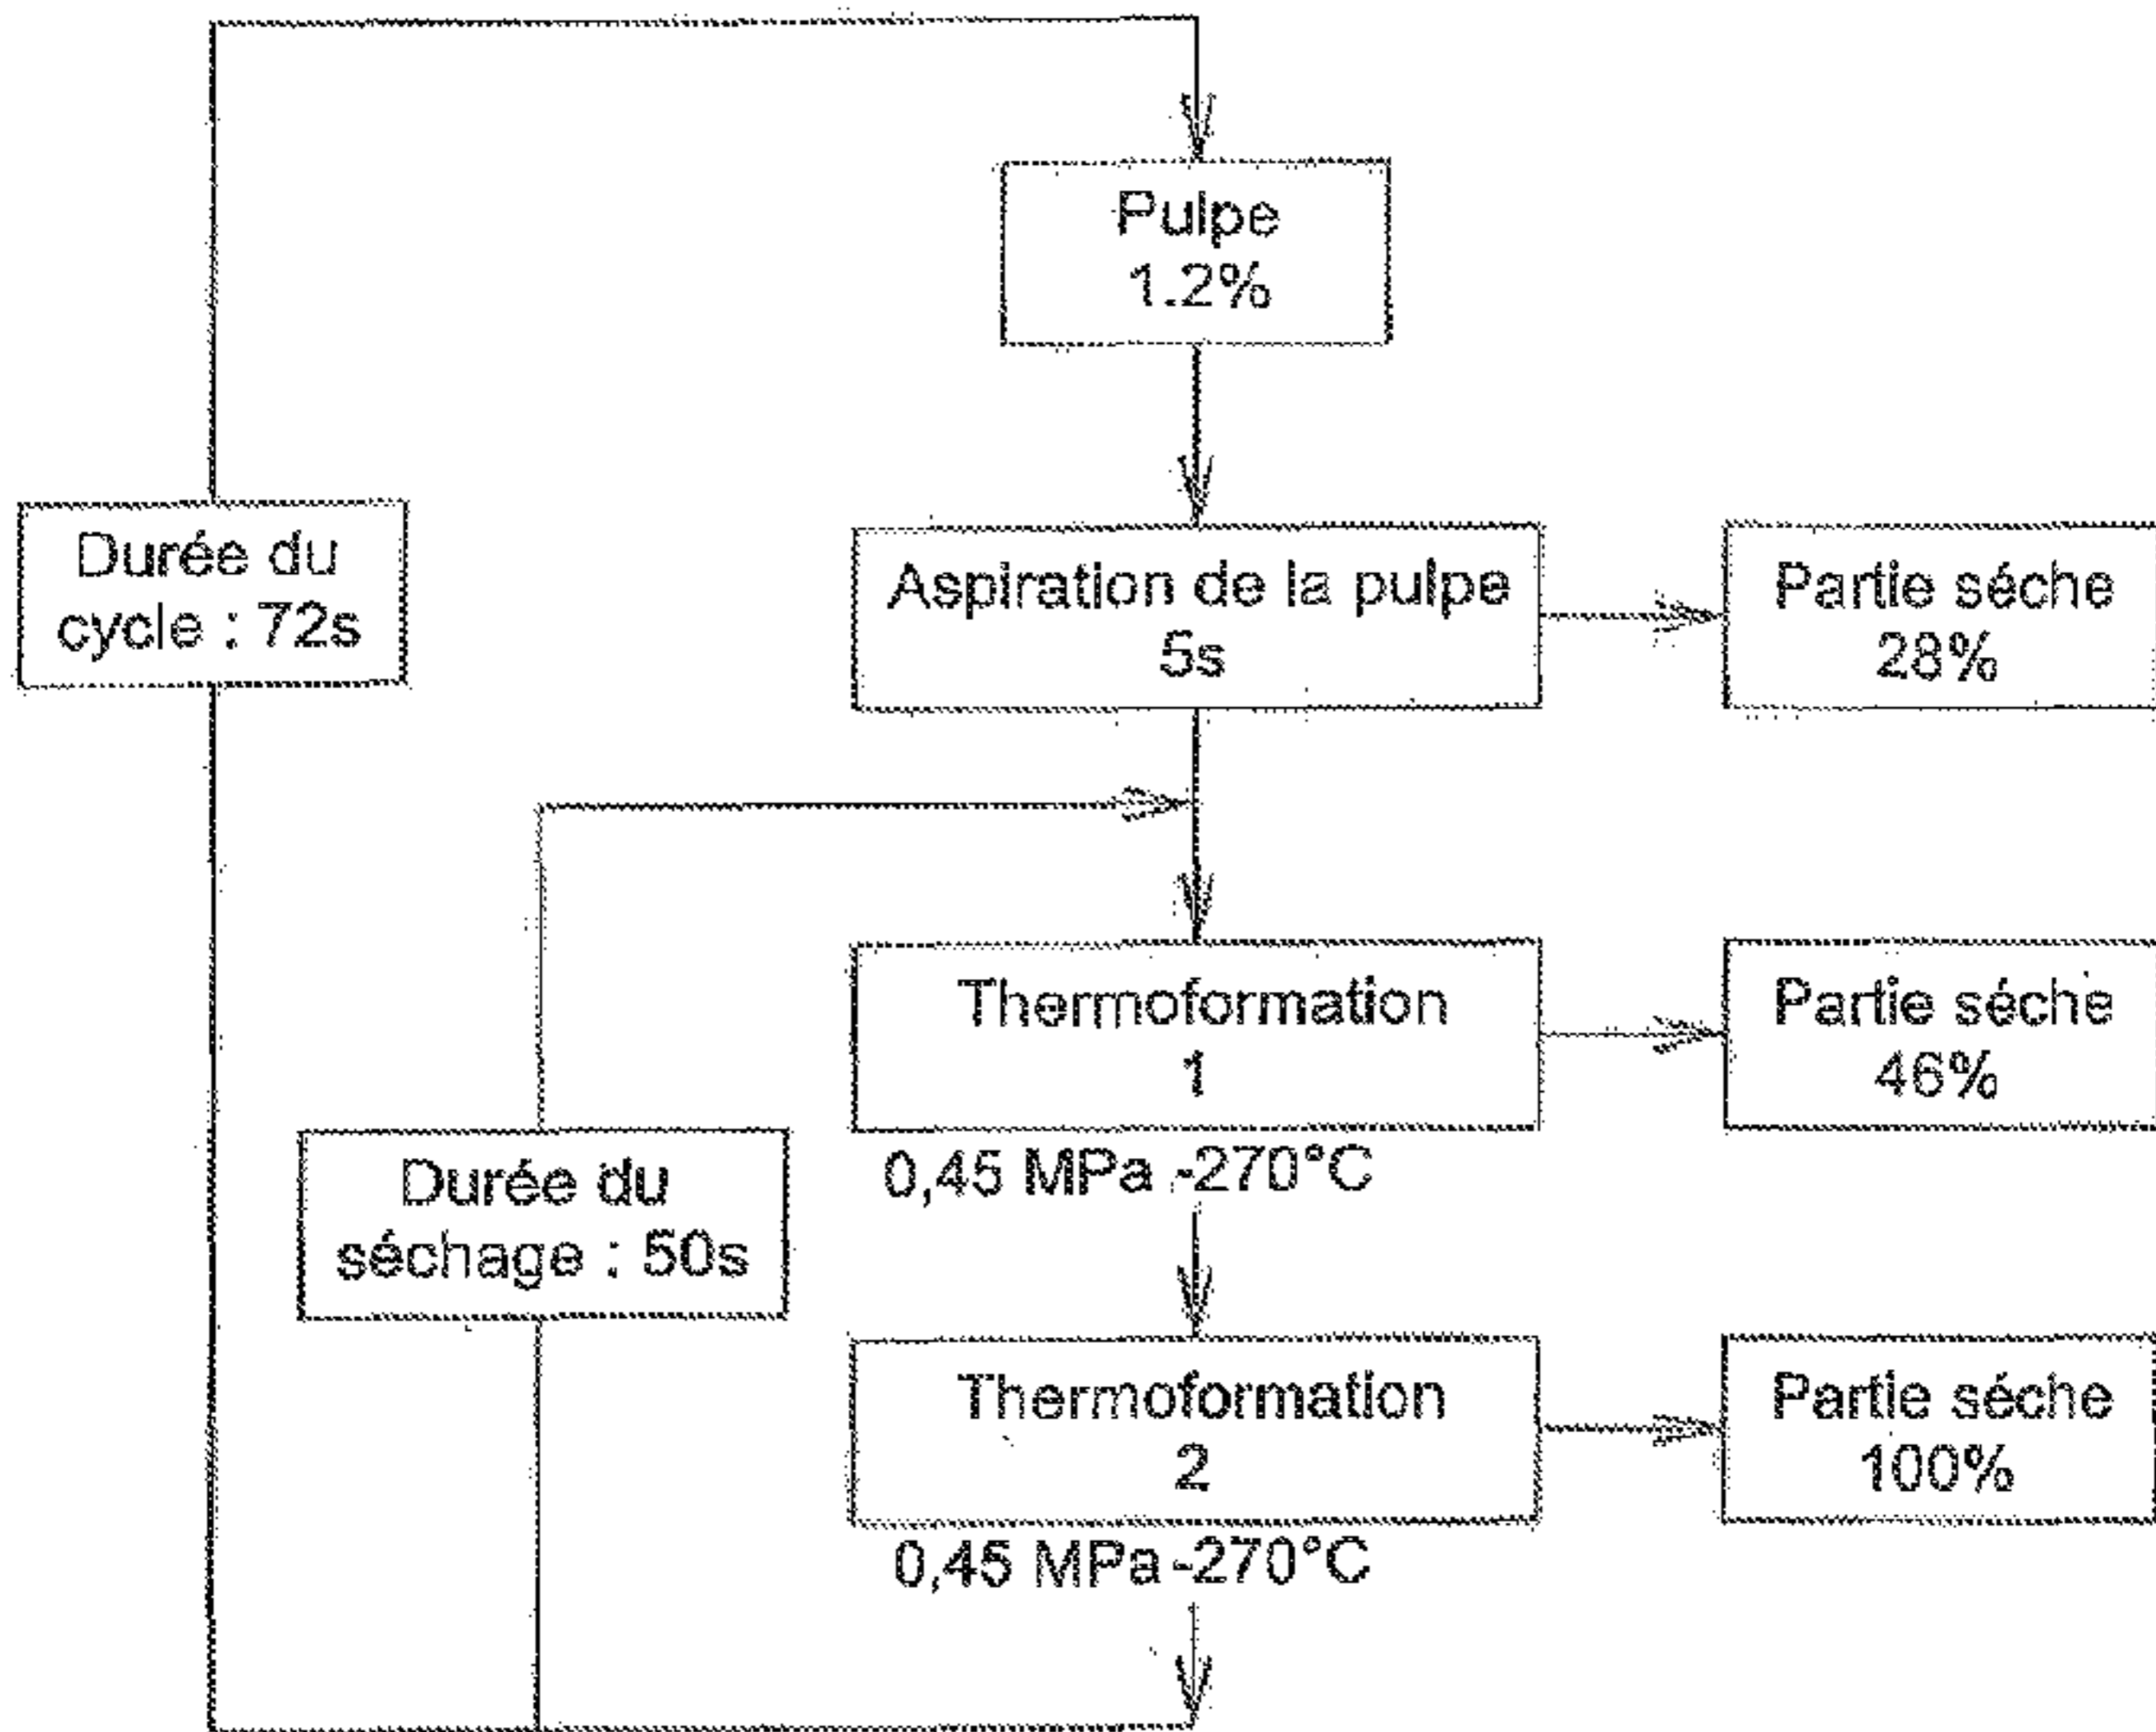 Pulpe
1.2%
Durée du
cycle : 72s
Aspiration de la pulpe
5s
Partie séche
28%
Thermoformation
1
0,45 MPa -270°C
Partie séche
46%
Durée du
séchage : 50s
Thermoformation
2
0,45 MPa -270°C
Partie séche
100%